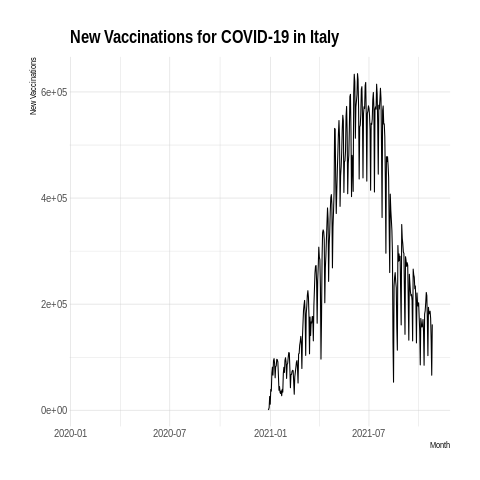 New Vaccinations for COVID-19 in Italy
New Vaccinations
6e+05
4e+05
2e+05
0e+00
2020-01 2020-07 2021-01 2021-07
Month